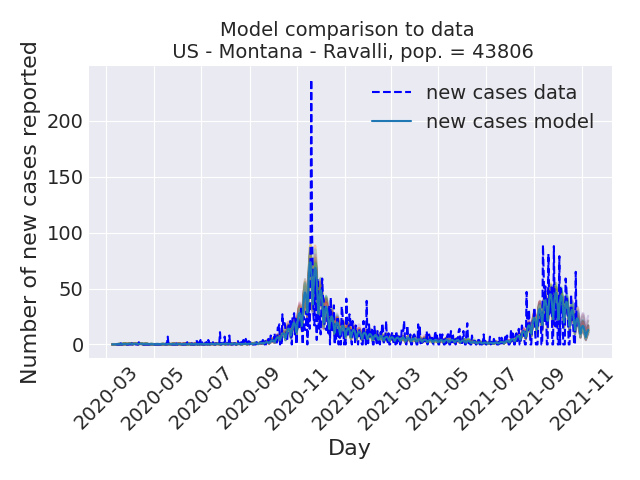 Model comparison to data
US - Montana - Ravalli, pop. = 43806
Number of new cases reported
200
150
100
50
0
new cases data
new cases model
2020-03
2020-05
2020-07
2020-09
2020-11
2021-01
2021-03
2021-05
2021-07
2021-09
2021-11
Day